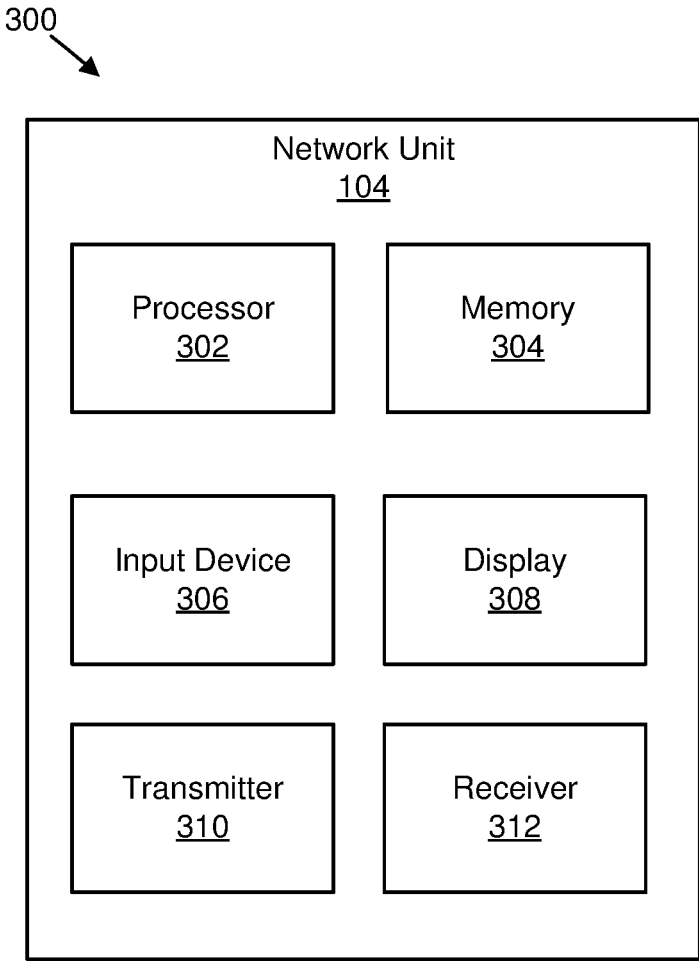 300
Network Unit
104
Processor
302
Memory
304
Input Device
306
Display
308
Transmitter
310
Receiver
312